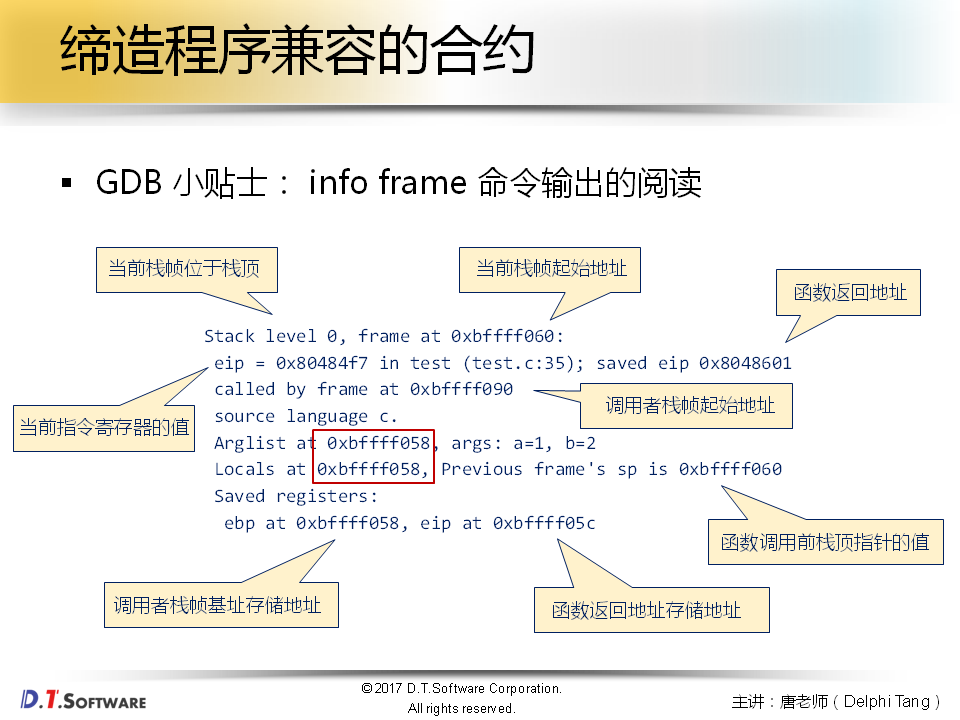 缔造程序兼容的合约
▪ GDB 小贴士： info frame 命令输出的阅读
当前栈帧位于栈顶
当前栈帧起始地址
函数返回地址
Stack level 0, frame at 0xbffff060:
eip = 0x80484f7 in test (test.c:35); saved eip 0x8048601
called by frame at 0xbffff090
调用者栈帧起始地址
source language c.
当前指令寄存器的值
Arglist at 0xbffff058, args: a=1, b=2
Locals at 0xbffff058, Previous frame's sp is 0xbffff060
Saved registers:
ebp at 0xbffff058, eip at 0xbffff05c
函数调用前栈顶指针的值
调用者栈帧基址存储地址
函数返回地址存储地址
D.T.SOFTWARE
©2017 D.T.Software Corporation.
All rights reserved.
主讲：唐老师（Delphi Tang）